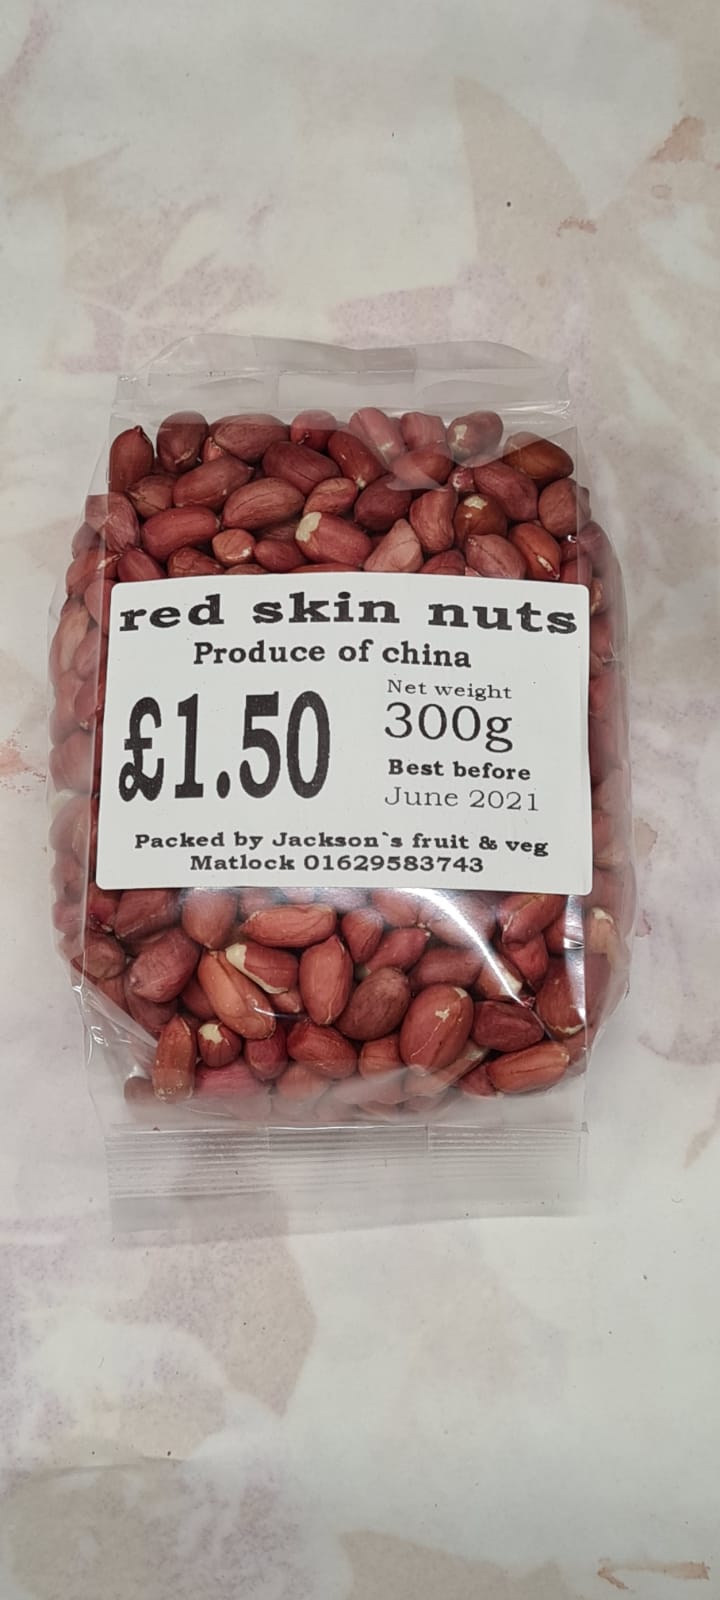 red skin nuts
Produce of china
£1.50
Net weight
300g
Best before
June 2021
Packed by Jackson`s fruit & veg
Matlock 01629583743